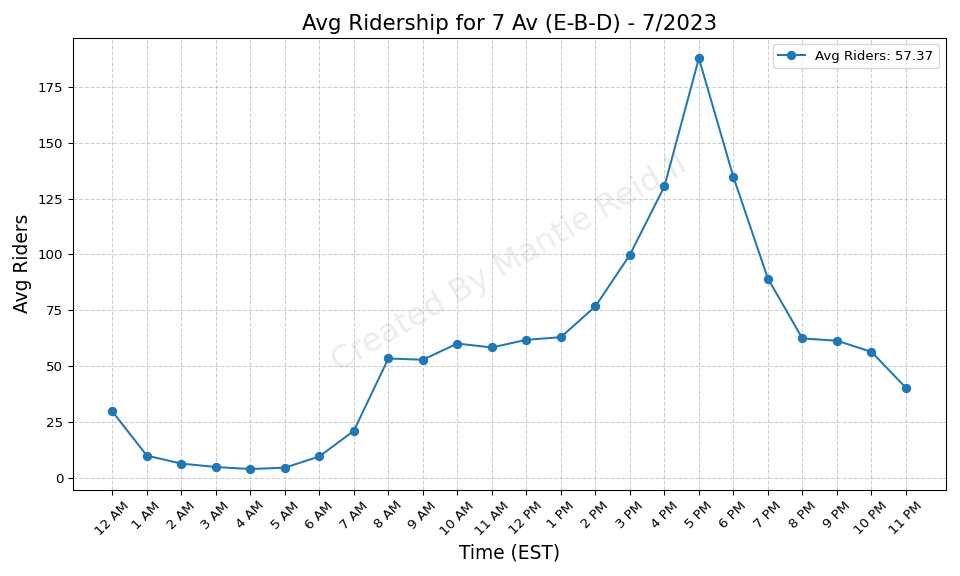 Avg Ridership for 7 Av (E-B-D) - 7/2023
Avg Riders: 57.37
Avg Riders
175
150
125
100
75
50
25
0
Created By Mantle Reid II
12 AM
1 AM
2 AM
3 AM
4 AM
5 AM
6 AM
7 AM
8 AM
9 AM
10 AM
11 AM
12 PM
1 PM
2 PM
3 PM
4 PM
5 PM
6 PM
7 PM
8 PM
9 PM
10 PM
11 PM
Time (EST)